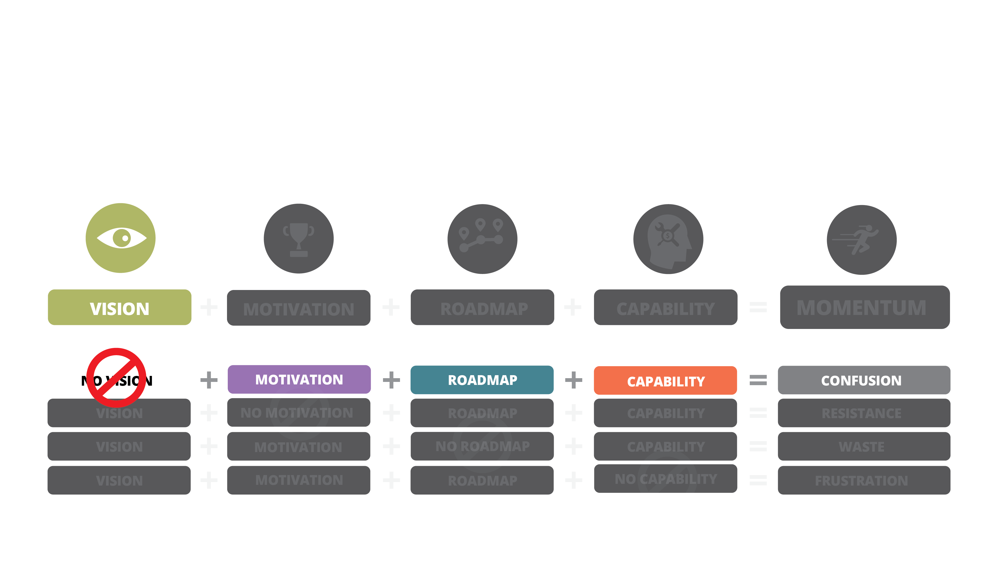 VISION + MOTIVATION + ROADMAP + CAPABILITY = MOMENTUM
NO VISION + MOTIVATION + ROADMAP + CAPABILITY = CONFUSION
VISION + NO MOTIVATION + ROADMAP + CAPABILITY = RESISTANCE
VISION + MOTIVATION + NO ROADMAP + CAPABILITY = WASTE
VISION + MOTIVATION + ROADMAP + NO CAPABILITY = FRUSTRATION